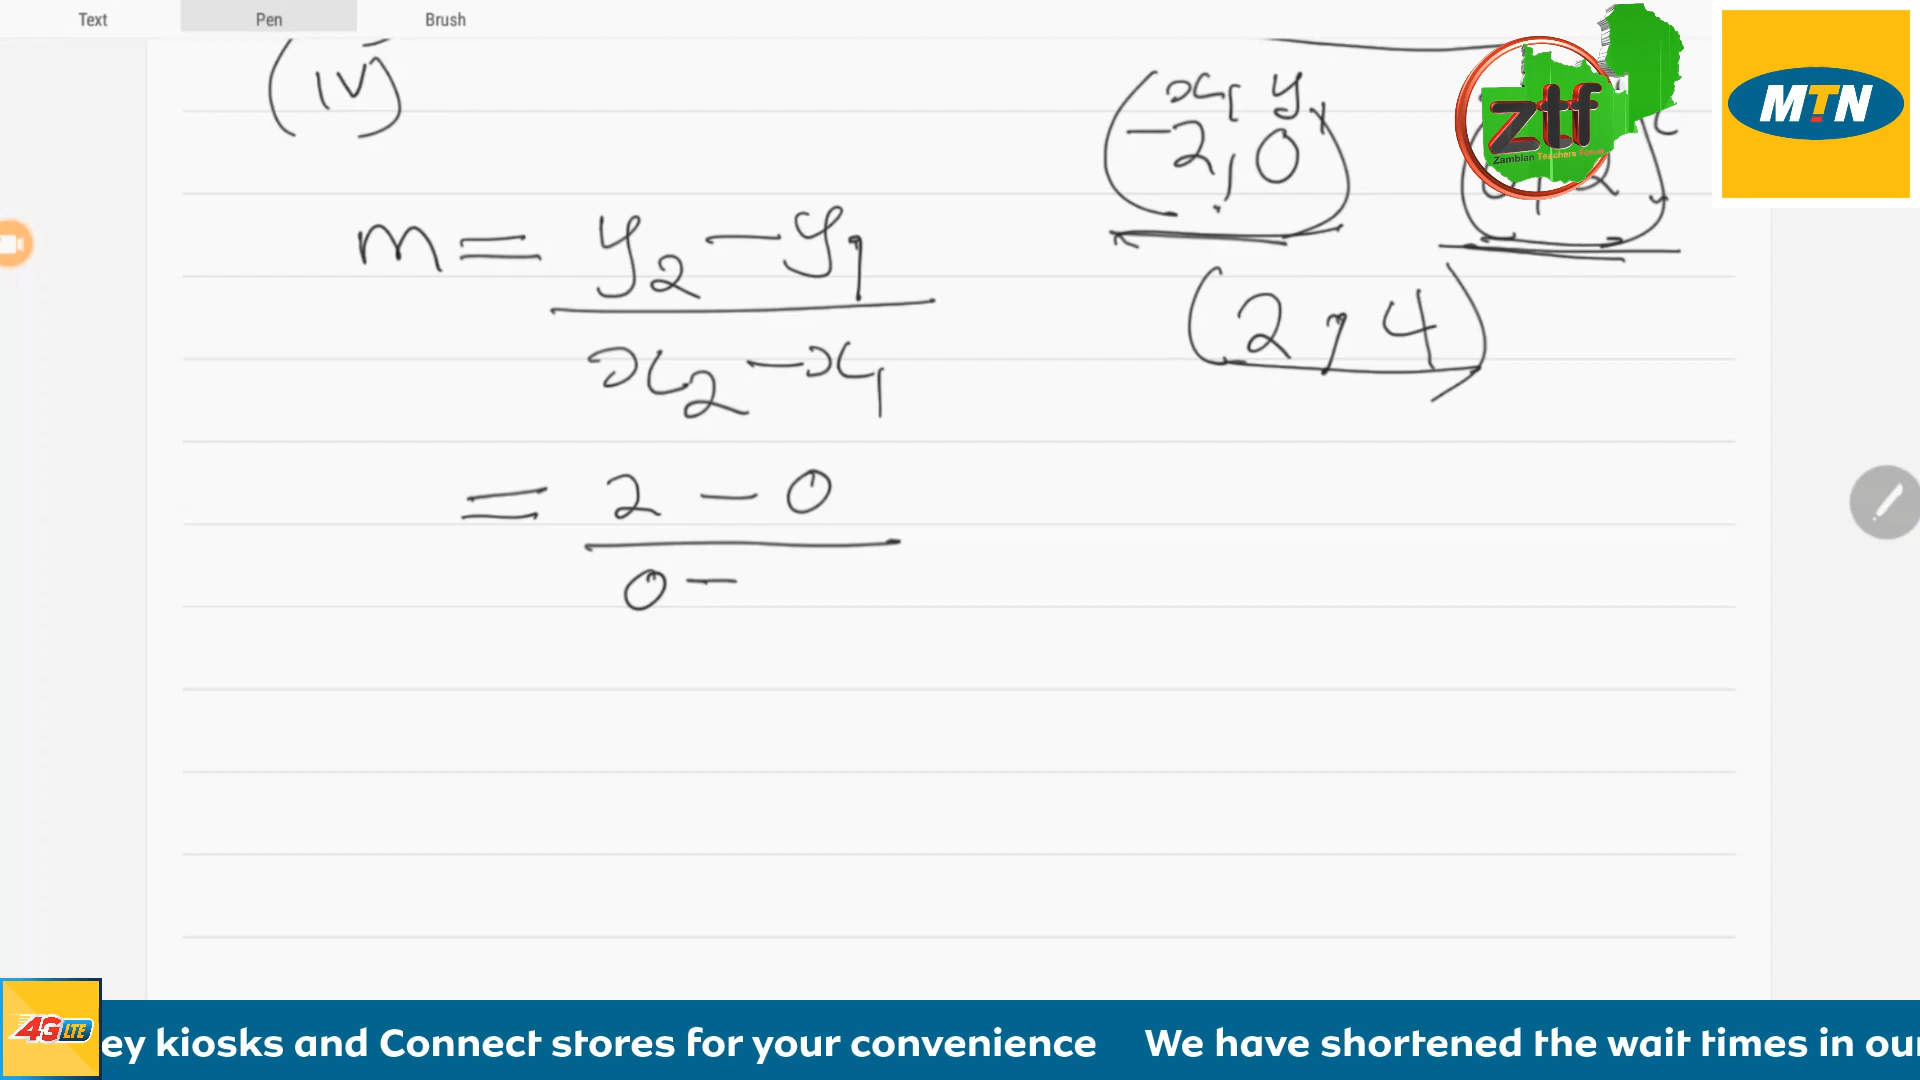 Text Pen Brush
(iv)
x₁ y₁
(-2, 0)
ztf
Zambian Teachers Forum
MTN
m = y₂ - y₁
x₂ - x₁
(2, 4)
= 2 - 0
0 -
4G LTE
ey kiosks and Connect stores for your convenience We have shortened the wait times in our